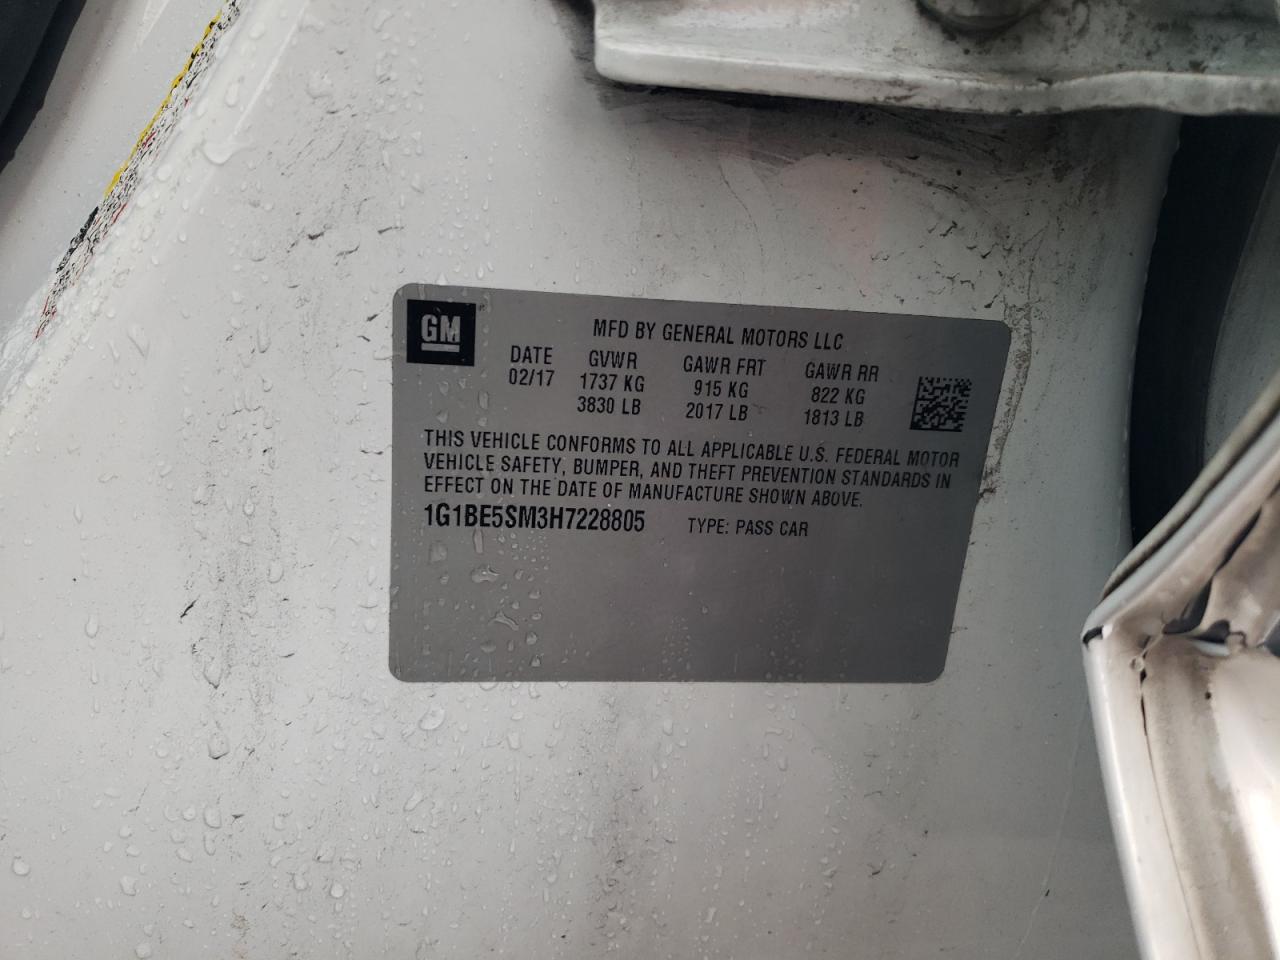 GM
MFD BY GENERAL MOTORS LLC
DATE GVWR GAWR FRT GAWR RR
02/17 1737 KG 915 KG 822 KG
3830 LB 2017 LB 1813 LB
THIS VEHICLE CONFORMS TO ALL APPLICABLE U.S. FEDERAL MOTOR
VEHICLE SAFETY, BUMPER, AND THEFT PREVENTION STANDARDS IN
EFFECT ON THE DATE OF MANUFACTURE SHOWN ABOVE.
1G1BE5SM3H7228805 TYPE: PASS CAR